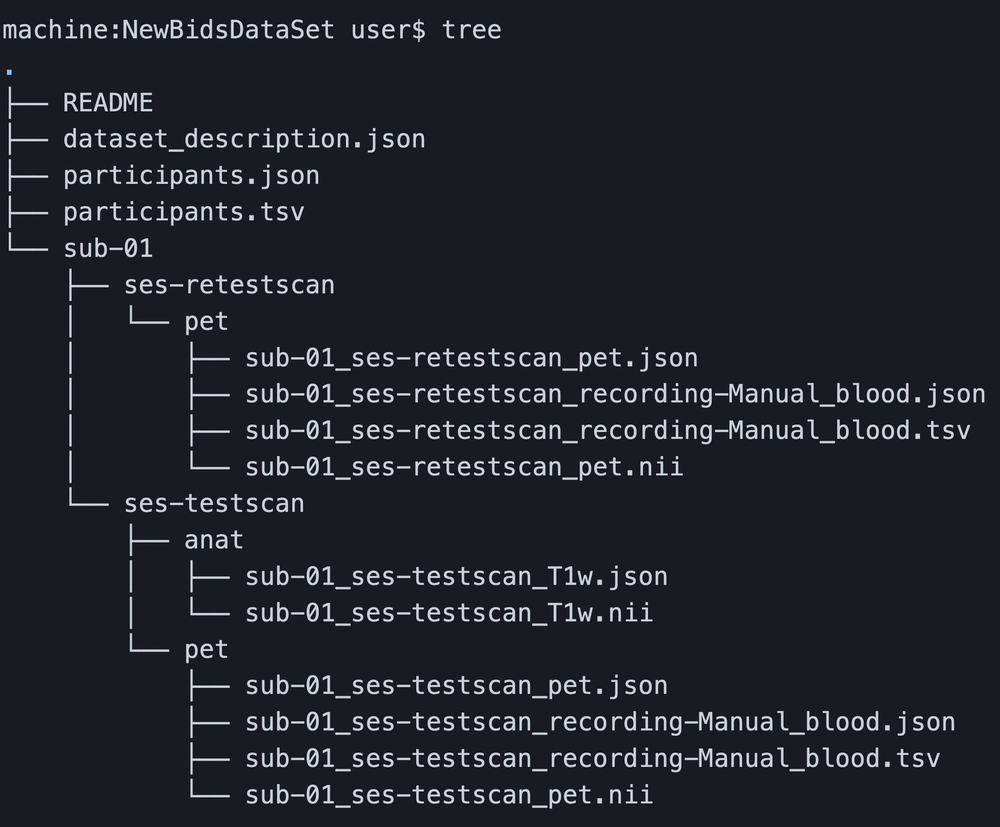 machine:NewBidsDataSet user$ tree
.
├── README
├── dataset_description.json
├── participants.json
├── participants.tsv
└── sub-01
    ├── ses-retestscan
    │   └── pet
    │       ├── sub-01_ses-retestscan_pet.json
    │       ├── sub-01_ses-retestscan_recording-Manual_blood.json
    │       ├── sub-01_ses-retestscan_recording-Manual_blood.tsv
    │       └── sub-01_ses-retestscan_pet.nii
    └── ses-testscan
        ├── anat
        │   ├── sub-01_ses-testscan_T1w.json
        │   └── sub-01_ses-testscan_T1w.nii
        └── pet
            ├── sub-01_ses-testscan_pet.json
            ├── sub-01_ses-testscan_recording-Manual_blood.json
            ├── sub-01_ses-testscan_recording-Manual_blood.tsv
            └── sub-01_ses-testscan_pet.nii